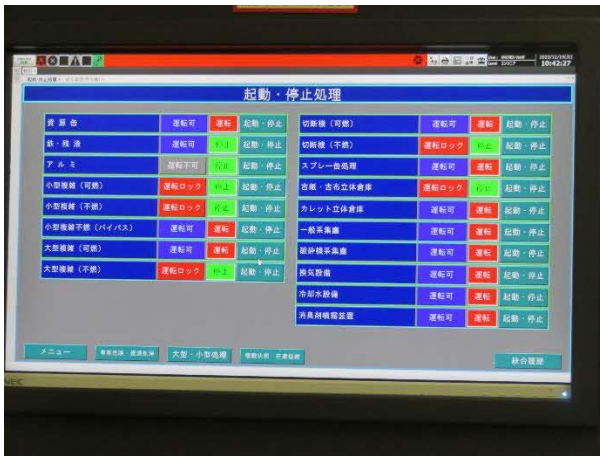 10:42:27
起動・停止処理
資源缶 運転可 運転 起動・停止
鉄・残渣 運転可 停止 起動・停止
アルミ 運転不可 停止 起動・停止
小型複雑（可燃） 運転ロック 停止 起動・停止
小型複雑（不燃） 運転ロック 停止 起動・停止
小型複雑不燃（バイパス） 運転可 運転 起動・停止
大型複雑（可燃） 運転可 運転 起動・停止
大型複雑（不燃） 運転ロック 停止 起動・停止
切断機（可燃） 運転可 運転 起動・停止
切断機（不燃） 運転ロック 停止 起動・停止
スプレー缶処理 運転可 運転 起動・停止
古紙・古布立体倉庫 運転ロック 停止 起動・停止
カレット立体倉庫 運転可 運転 起動・停止
一般系集塵 運転可 運転 起動・停止
破砕機系集塵 運転可 運転 起動・停止
換気設備 運転可 運転 起動・停止
冷却水設備 運転可 運転 起動・停止
消臭剤噴霧装置 運転可 運転 起動・停止
メニュー
大型・小型処理
統合履歴
NEC